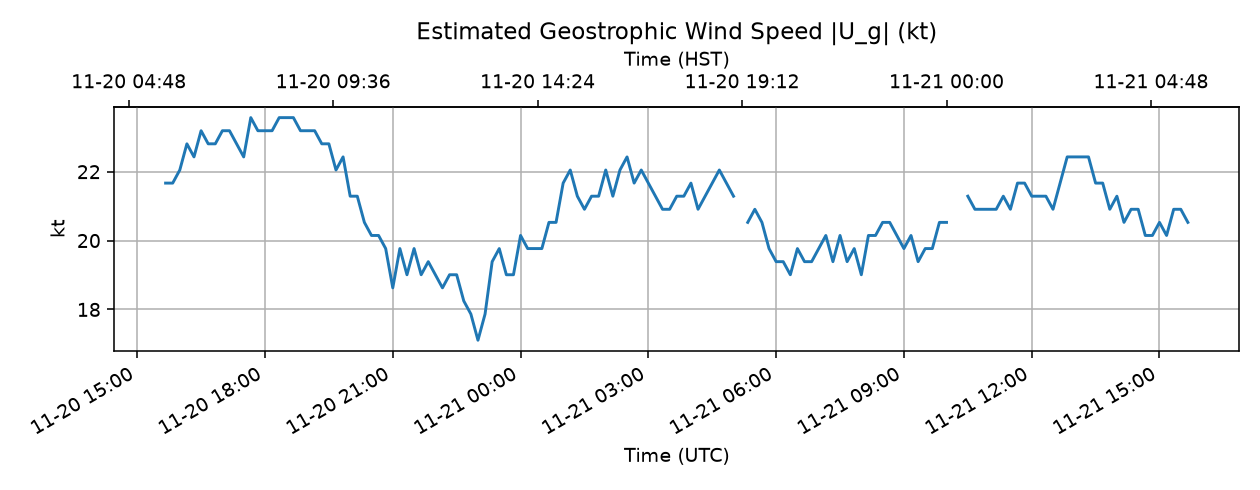 Estimated Geostrophic Wind Speed |U_g| (kt)
Time (HST)
11-20 04:48 11-20 09:36 11-20 14:24 11-20 19:12 11-21 00:00 11-21 04:48
22
20
18
kt
11-20 15:00 11-20 18:00 11-20 21:00 11-21 00:00 11-21 03:00 11-21 06:00 11-21 09:00 11-21 12:00 11-21 15:00
Time (UTC)